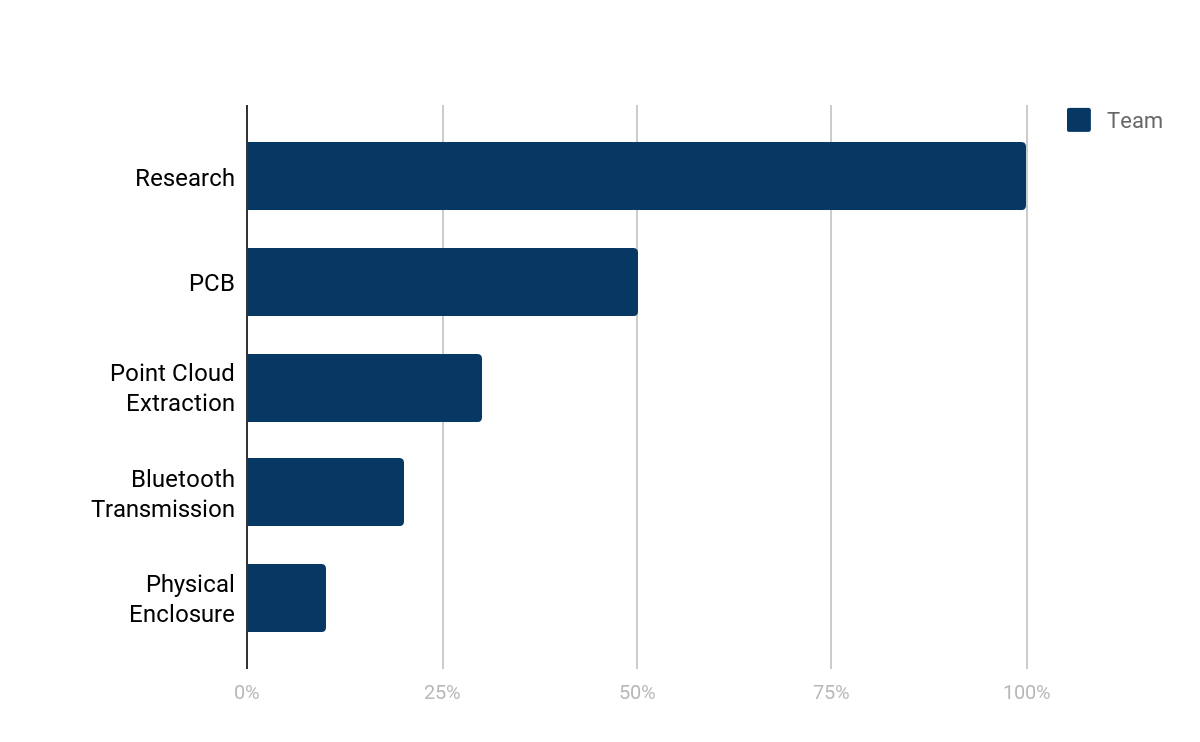 Team
Research
PCB
Point Cloud
Extraction
Bluetooth
Transmission
Physical
Enclosure
0% 25% 50% 75% 100%